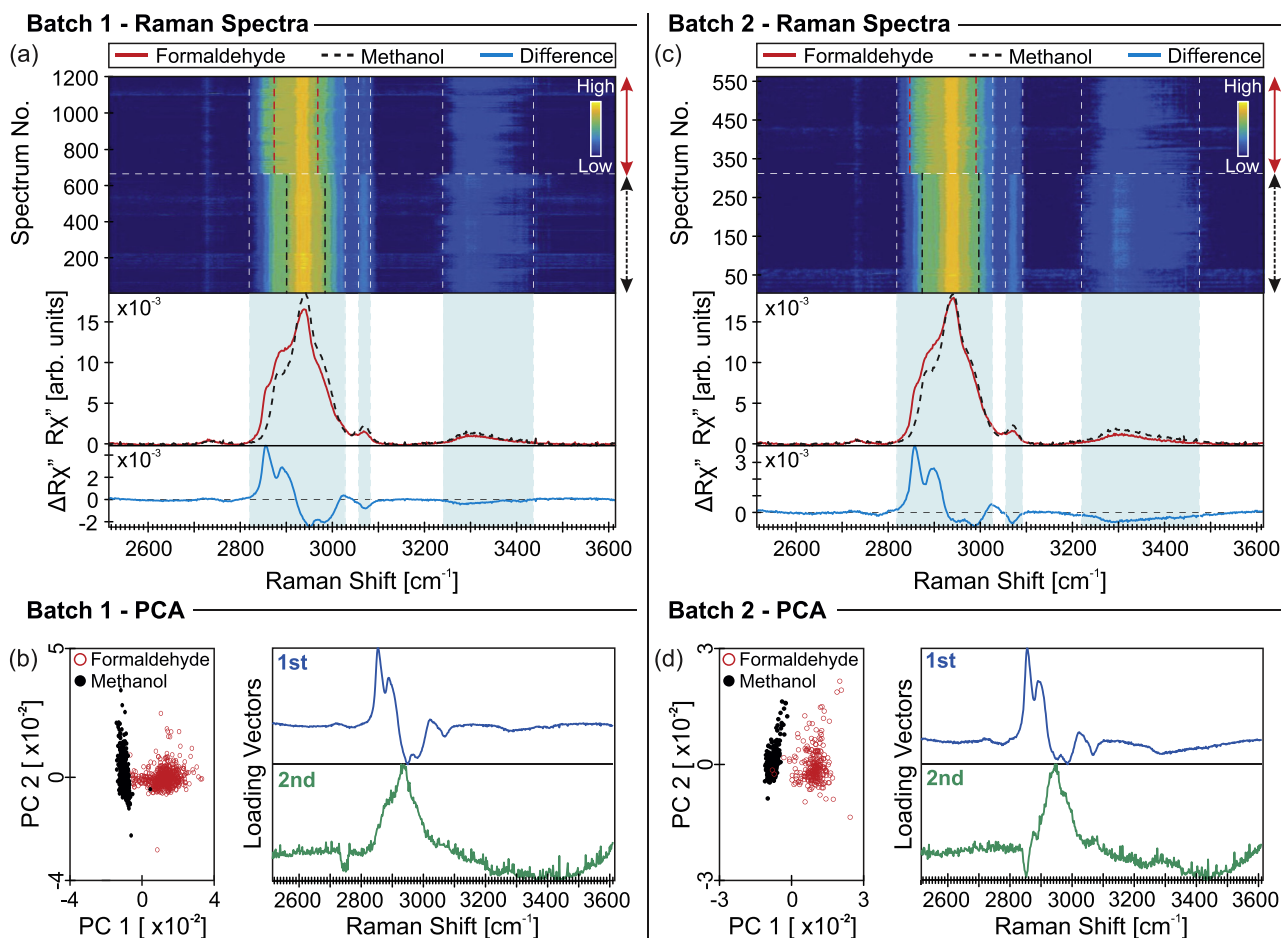 Batch 1 - Raman Spectra
(a)
Formaldehyde Methanol Difference
1200
1000
800
600
400
200
Spectrum No.
High
Low
x10⁻³
15
10
5
0
Rχ” [arb. units]
x10⁻³
2
0
-2
ΔRχ”
2600 2800 3000 3200 3400 3600
Raman Shift [cm⁻¹]
Batch 2 - Raman Spectra
(c)
Formaldehyde Methanol Difference
550
450
350
250
150
50
Spectrum No.
High
Low
x10⁻³
15
10
5
0
Rχ” [arb. units]
x10⁻³
3
0
ΔRχ”
2600 2800 3000 3200 3400 3600
Raman Shift [cm⁻¹]
Batch 1 - PCA
(b)
Formaldehyde
Methanol
5
0
-4
PC 2 [ x10⁻²]
-4 0 4
PC 1 [ x10⁻²]
Loading Vectors
1st
2nd
2600 2800 3000 3200 3400 3600
Raman Shift [cm⁻¹]
Batch 2 - PCA
(d)
Formaldehyde
Methanol
3
0
-3
PC 2 [ x10⁻²]
-3 0 3
PC 1 [ x10⁻²]
Loading Vectors
1st
2nd
2600 2800 3000 3200 3400 3600
Raman Shift [cm⁻¹]